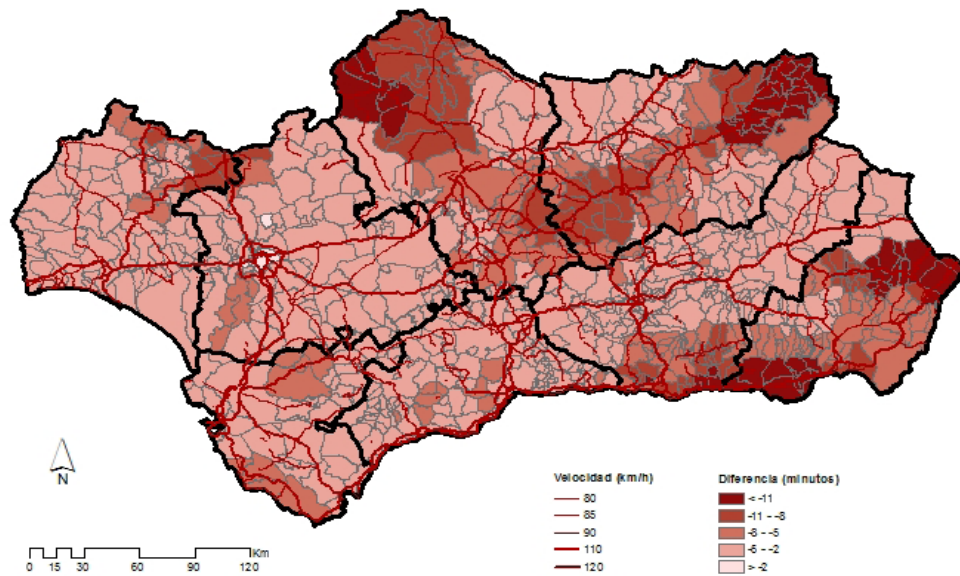 N
Km
0 15 30 60 90 120
Velocidad (km/h)
80
85
90
110
120
Diferencia (minutos)
< -11
-11 - -8
-8 - -5
-5 - -2
> -2